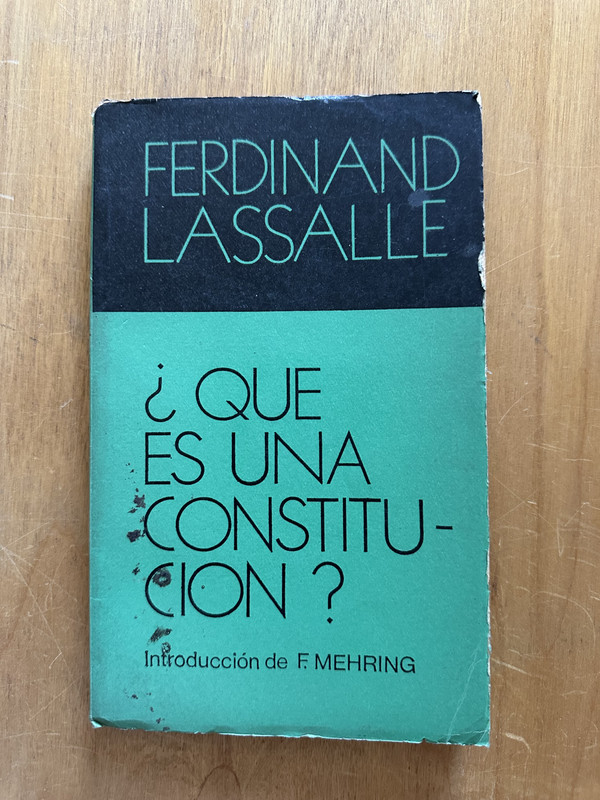 FERDINAND
LASSALLE
¿QUE
ES UNA
CONSTITU-
CION?
Introducción de F. MEHRING